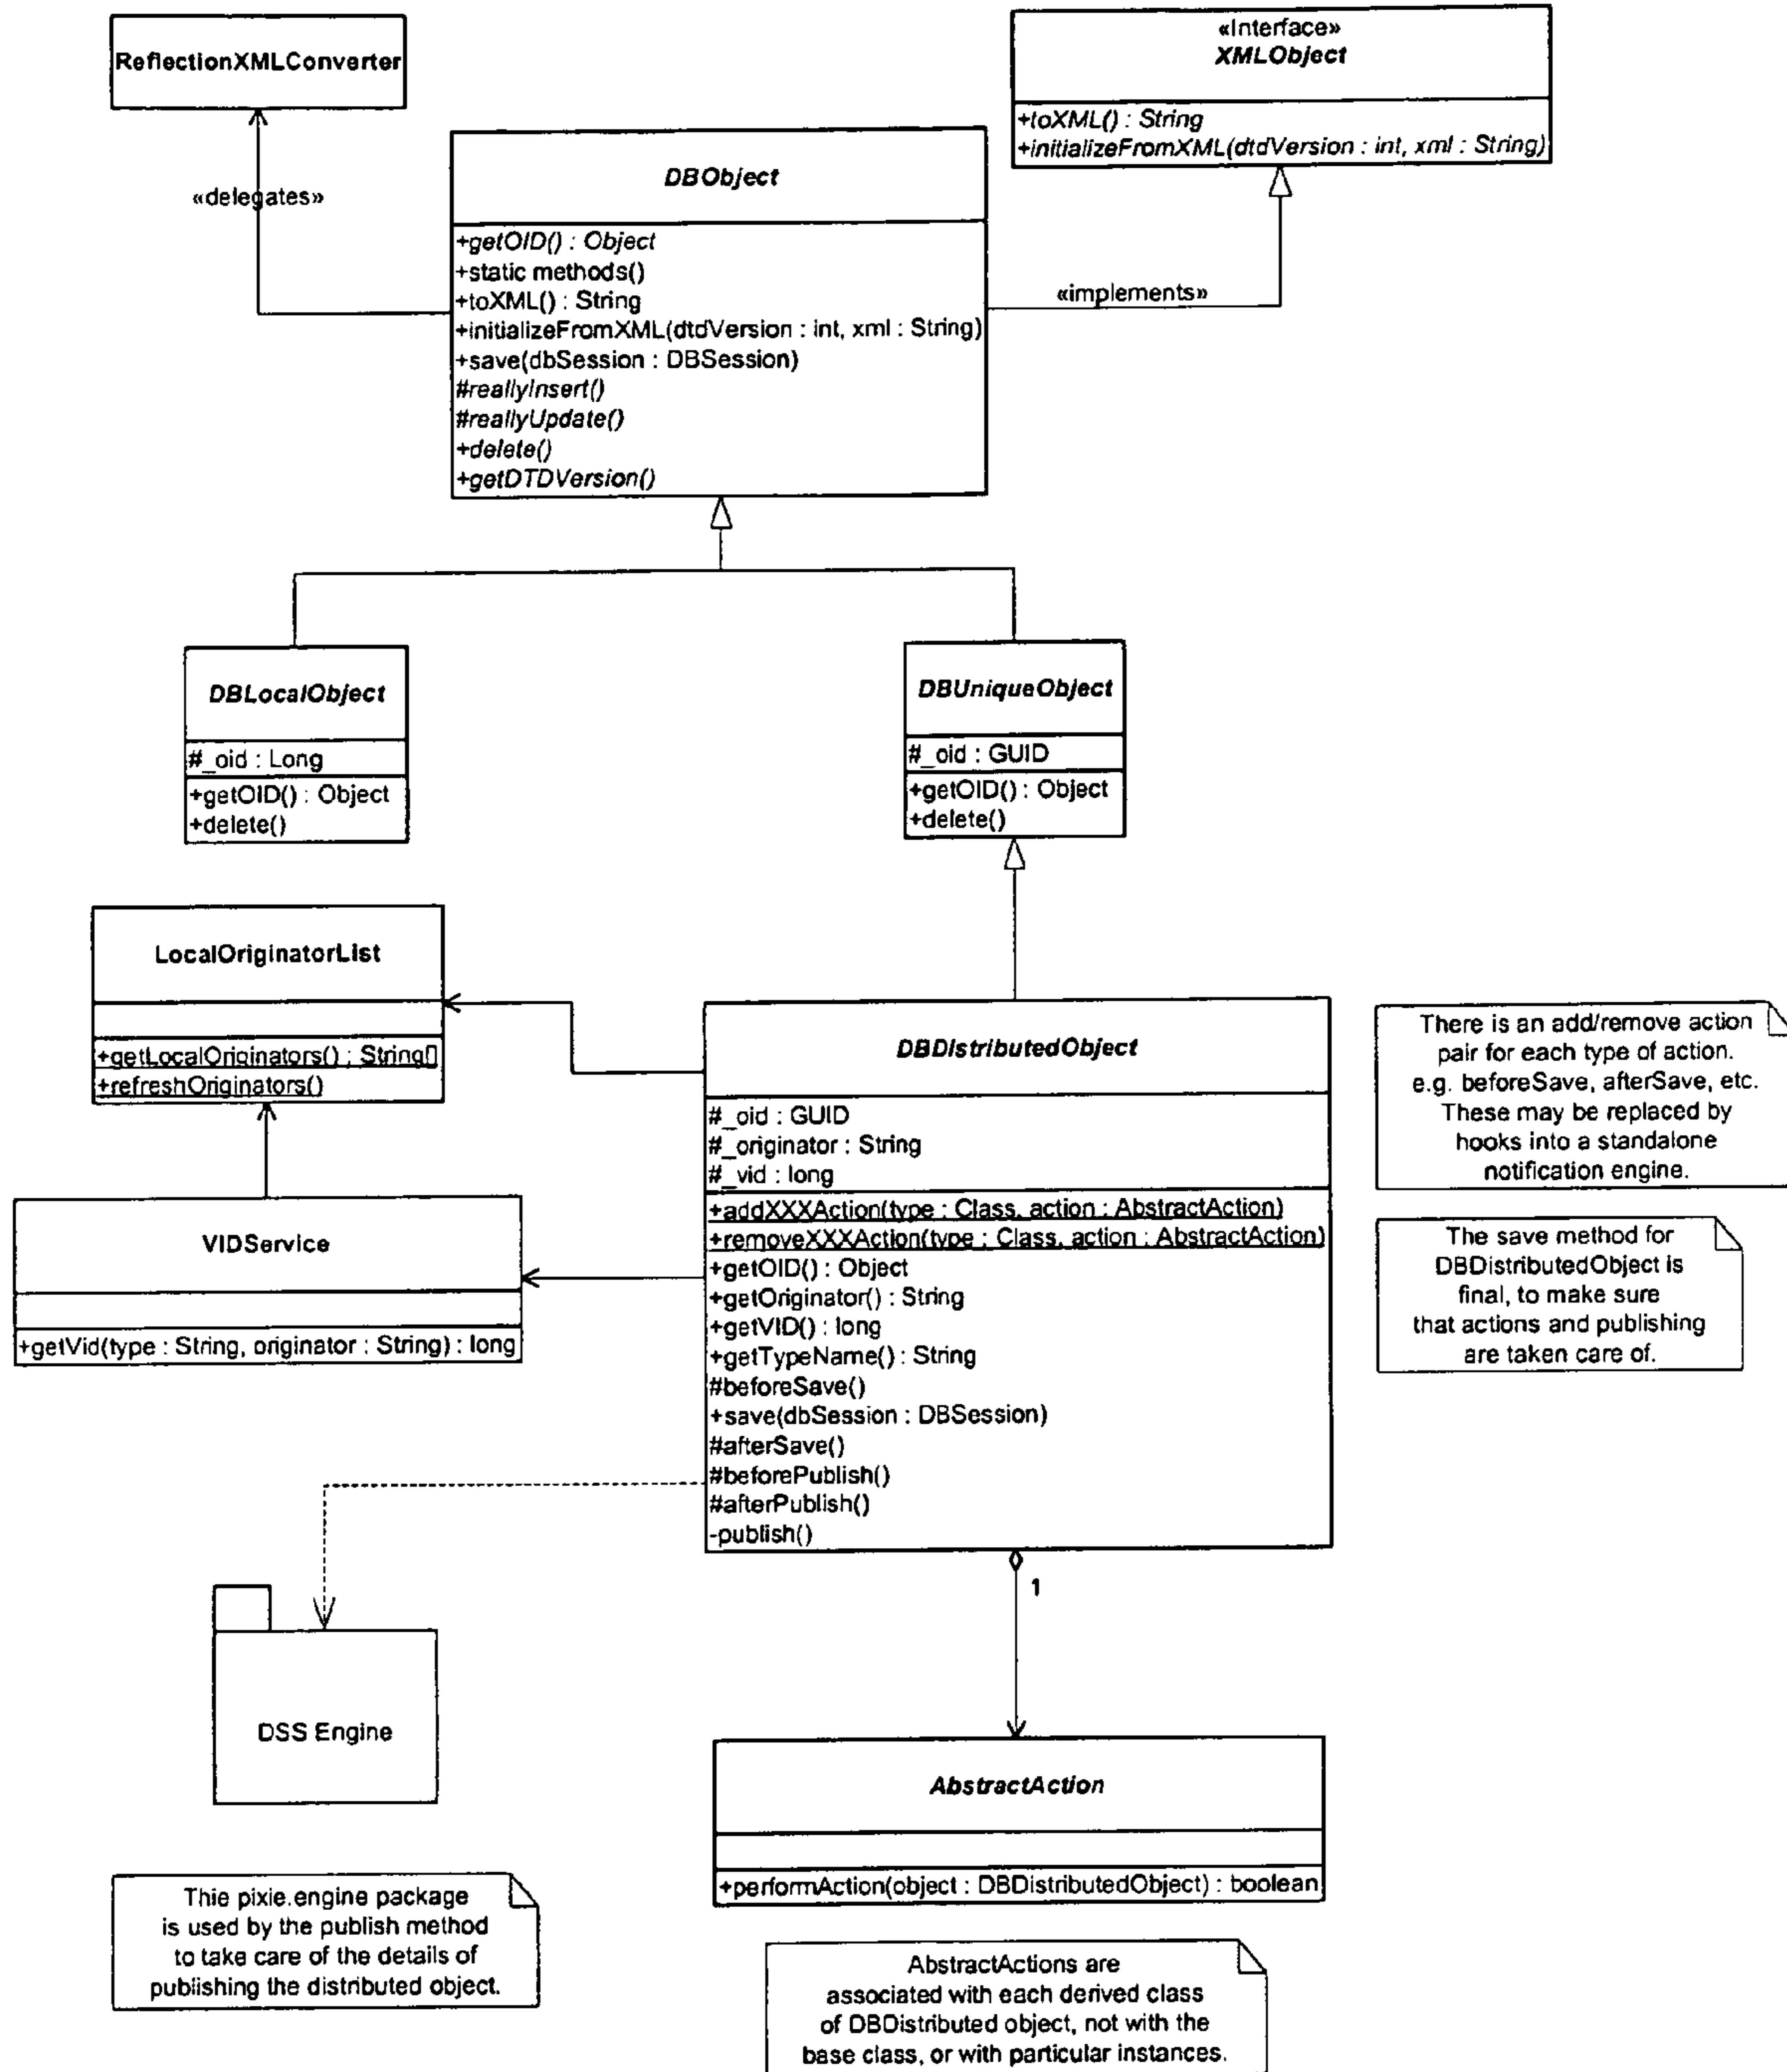 ReflectionXMLConverter
«Interface»
XMLObject
+toXML() : String
+initializeFromXML(dtdVersion : int, xml : String)
«delegates»
DBObject
+getOID() : Object
+static methods()
+toXML() : String
+initializeFromXML(dtdVersion : int, xml : String)
+save(dbSession : DBSession)
#reallyInsert()
#reallyUpdate()
+delete()
+getDTDVersion()
«implements»
DBLocalObject
#_oid : Long
+getOID() : Object
+delete()
DBUniqueObject
#_oid : GUID
+getOID() : Object
+delete()
LocalOriginatorList
+getLocalOriginators() : String[]
+refreshOriginators()
DBDistributedObject
#_oid : GUID
#_originator : String
#_vid : long
+addXXXAction(type : Class, action : AbstractAction)
+removeXXXAction(type : Class, action : AbstractAction)
+getOID() : Object
+getOriginator() : String
+getVID() : long
+getTypeName() : String
#beforeSave()
+save(dbSession : DBSession)
#afterSave()
#beforePublish()
#afterPublish()
-publish()
There is an add/remove action
pair for each type of action.
e.g. beforeSave, afterSave, etc.
These may be replaced by
hooks into a standalone
notification engine.
VIDService
+getVid(type : String, originator : String) : long
The save method for
DBDistributedObject is
final, to make sure
that actions and publishing
are taken care of.
1
DSS Engine
AbstractAction
+performAction(object : DBDistributedObject) : boolean
Thie pixie.engine package
is used by the publish method
to take care of the details of
publishing the distributed object.
AbstractActions are
associated with each derived class
of DBDistributed object, not with the
base class, or with particular instances.